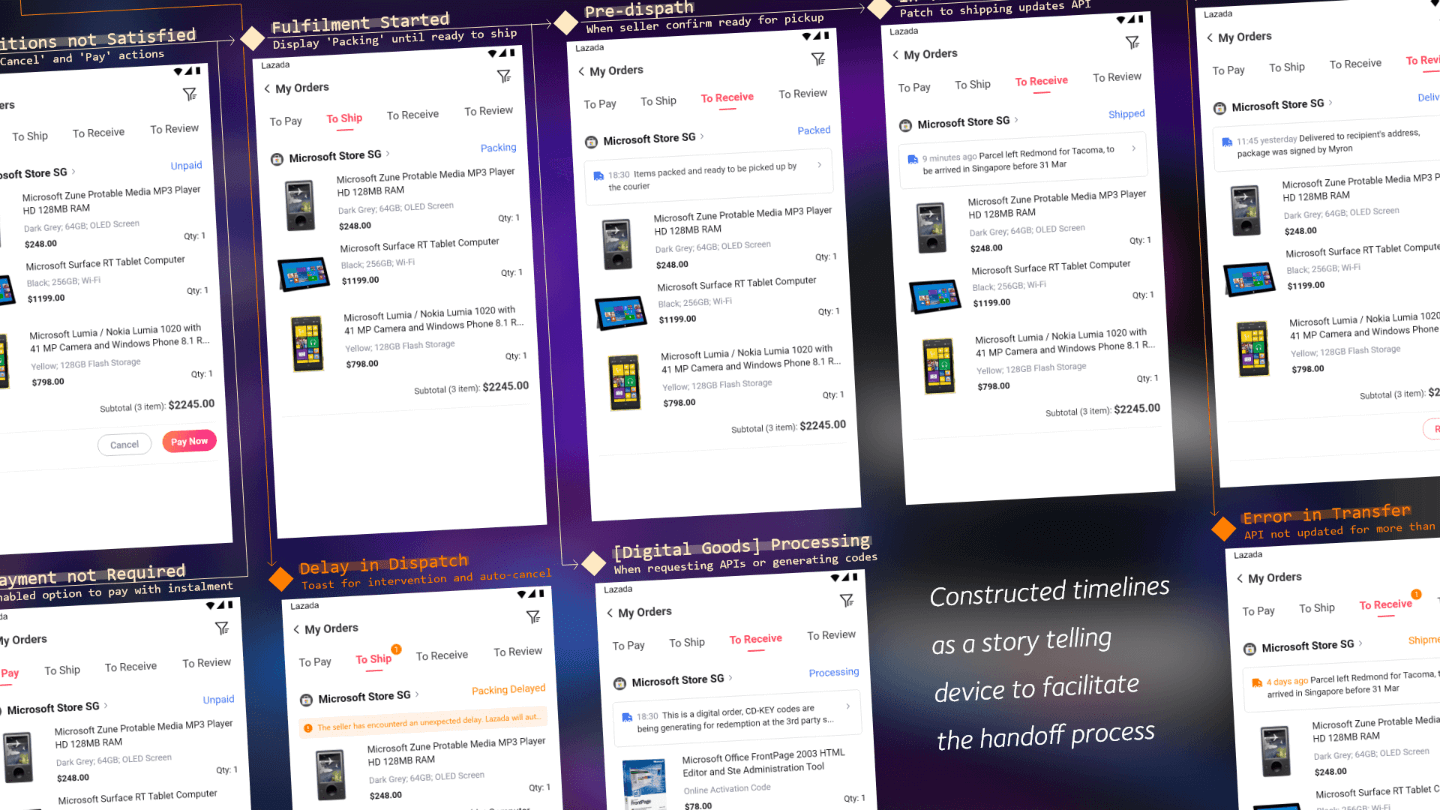 itions not Satisfied
'Cancel' and 'Pay' actions
ers
To Ship
To Receive
To Review
osoft Store SG >
Unpaid
Microsoft Zune Protable Media MP3 Player
HD 128MB RAM
Dark Grey; 64GB; OLED Screen
$248.00
Qty: 1
Microsoft Surface RT Tablet Computer
Black; 256GB; Wi-Fi
$1199.00
Qty: 1
Microsoft Lumia / Nokia Lumia 1020 with
41 MP Camera and Windows Phone 8.1 R...
Yellow; 128GB Flash Storage
$798.00
Qty: 1
Subtotal (3 item): $2245.00
Cancel
Pay Now
Fulfilment Started
Display 'Packing' until ready to ship
Lazada
< My Orders
To Pay
To Ship
To Receive
To Review
Microsoft Store SG >
Packing
Microsoft Zune Protable Media MP3 Player
HD 128MB RAM
Dark Grey; 64GB; OLED Screen
$248.00
Qty: 1
Microsoft Surface RT Tablet Computer
Black; 256GB; Wi-Fi
$1199.00
Qty: 1
Microsoft Lumia / Nokia Lumia 1020 with
41 MP Camera and Windows Phone 8.1 R...
Yellow; 128GB Flash Storage
$798.00
Qty: 1
Subtotal (3 item): $2245.00
Pre-dispath
When seller confirm ready for pickup
Lazada
< My Orders
To Pay
To Ship
To Receive
To Review
Microsoft Store SG >
Packed
18:30 Items packed and ready to be picked up by
the courier
Microsoft Zune Protable Media MP3 Player
HD 128MB RAM
Dark Grey; 64GB; OLED Screen
$248.00
Qty: 1
Microsoft Surface RT Tablet Computer
Black; 256GB; Wi-Fi
$1199.00
Qty: 1
Microsoft Lumia / Nokia Lumia 1020 with
41 MP Camera and Windows Phone 8.1 R...
Yellow; 128GB Flash Storage
$798.00
Qty: 1
Subtotal (3 item): $2245.00
Patch to shipping updates API
Lazada
< My Orders
To Pay
To Ship
To Receive
To Review
Microsoft Store SG >
Shipped
9 minutes ago Parcel left Redmond for Tacoma, to
be arrived in Singapore before 31 Mar
Microsoft Zune Protable Media MP3 Player
HD 128MB RAM
Dark Grey; 64GB; OLED Screen
$248.00
Qty: 1
Microsoft Surface RT Tablet Computer
Black; 256GB; Wi-Fi
$1199.00
Qty: 1
Microsoft Lumia / Nokia Lumia 1020 with
41 MP Camera and Windows Phone 8.1 R...
Yellow; 128GB Flash Storage
$798.00
Qty: 1
Subtotal (3 item): $2245.00
Lazada
< My Orders
To Pay
To Ship
To Receive
To Revi
Microsoft Store SG >
Deliv
11:45 yesterday Delivered to recipient's address,
package was signed by Myron
Microsoft Zune Protable Media MP3 P
HD 128MB RAM
Dark Grey; 64GB; OLED Screen
$248.00
Microsoft Surface RT Tablet Compute
Black; 256GB; Wi-Fi
$1199.00
Microsoft Lumia / Nokia Lumia 1020
41 MP Camera and Windows Phone
Yellow; 128GB Flash Storage
$798.00
Subtotal (3 item): $2
R
ayment not Required
nabled option to pay with instalment
da
My Orders
Pay
To Ship
To Receive
To Review
Microsoft Store SG >
Unpaid
Microsoft Zune Protable Media MP3 Player
HD 128MB RAM
Dark Grey; 64GB; OLED Screen
$248.00
Qty: 1
Microsoft Surface RT Tablet Computer
Delay in Dispatch
Toast for intervention and auto-cancel
Lazada
< My Orders
To Pay
To Ship
1
To Receive
To Review
Microsoft Store SG >
Packing Delayed
The seller has encounterd an unexpected delay. Lazada will aut..
Microsoft Zune Protable Media MP3 Player
HD 128MB RAM
Dark Grey; 64GB; OLED Screen
$248.00
Qty: 1
[Digital Goods] Processing
When requesting APIs or generating codes
Lazada
< My Orders
To Pay
To Ship
To Receive
To Review
Microsoft Store SG >
Processing
18:30 This is a digital order, CD-KEY codes are
being generating for redemption at the 3rd party s...
Microsoft Office FrontPage 2003 HTML
Editor and Ste Administration Tool
Online Activation Code
$78.00
Qty: 1
FrontPage
Constructed timelines
as a story telling
device to facilitate
the handoff process
Error in Transfer
API not updated for more than
Lazada
< My Orders
To Pay
To Ship
To Receive
1
Microsoft Store SG >
Shipme
4 days ago Parcel left Redmond for Tacoma, t
arrived in Singapore before 31 Mar
Microsoft Zune Protable Media MP3
HD 128MB RAM
Dark Grey; 64GB; OLED Screen
$248.00
Microsoft Surface RT Tablet Comput